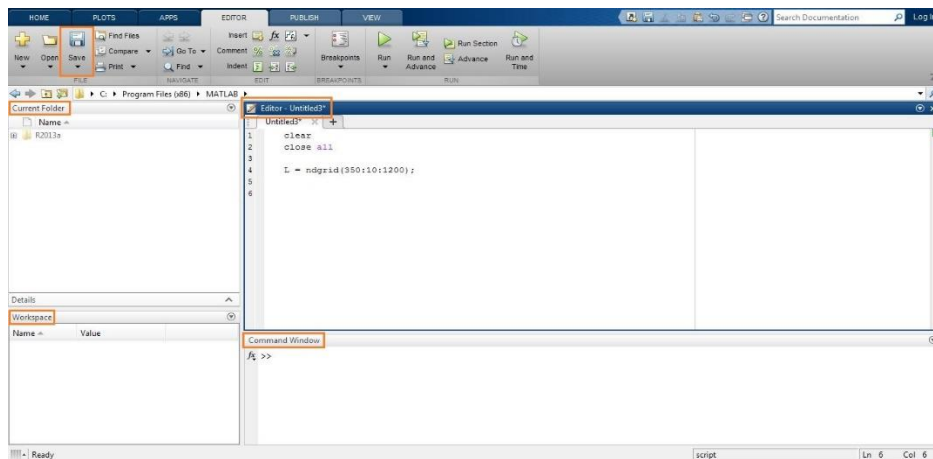 HOME PLOTS APPS EDITOR PUBLISH VIEW Search Documentation Log In
New Open Save Find Files Compare Print Go To Find Insert fx Comment Indent Breakpoints Run Run and Advance Run Section Advance Run and Time
FILE NAVIGATE EDIT BREAKPOINTS RUN
C: Program Files (x86) MATLAB
Current Folder
Name
R2013a
Editor - Untitled3*
Untitled3* × +
1 clear
2 close all
3
4 L = ndgrid(350:10:1200);
5
6
Details
Workspace
Name Value
Command Window
fx >>
Ready script Ln 6 Col 6